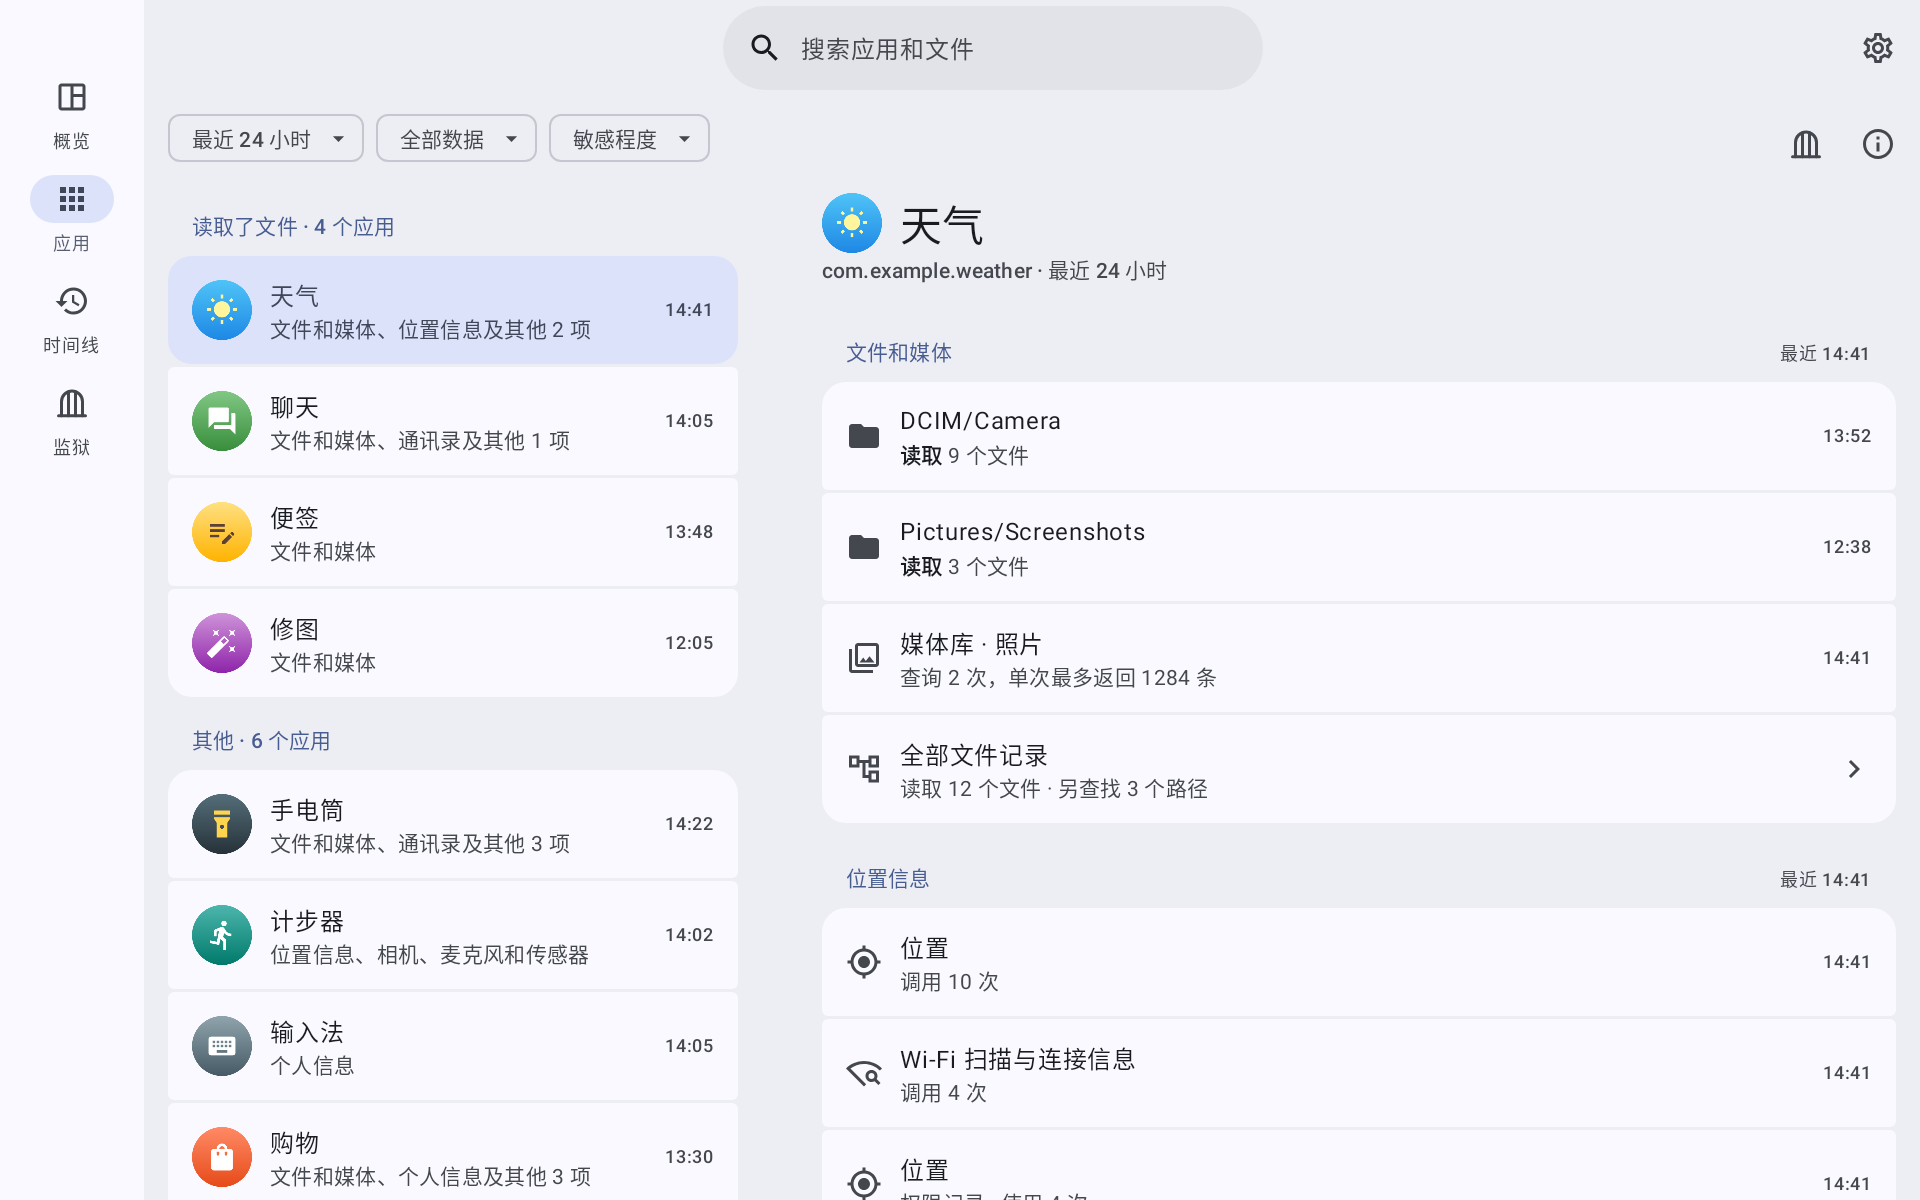 搜索应用和文件
概览
应用
时间线
监狱
最近 24 小时
全部数据
敏感程度
读取了文件 · 4 个应用
天气
文件和媒体、位置信息及其他 2 项
14:41
聊天
文件和媒体、通讯录及其他 1 项
14:05
便签
文件和媒体
13:48
修图
文件和媒体
12:05
其他 · 6 个应用
手电筒
文件和媒体、通讯录及其他 3 项
14:22
计步器
位置信息、相机、麦克风和传感器
14:02
输入法
个人信息
14:05
购物
文件和媒体、个人信息及其他 3 项
13:30
天气
com.example.weather · 最近 24 小时
文件和媒体
最近 14:41
DCIM/Camera
读取 9 个文件
13:52
Pictures/Screenshots
读取 3 个文件
12:38
媒体库 · 照片
查询 2 次，单次最多返回 1284 条
14:41
全部文件记录
读取 12 个文件 · 另查找 3 个路径
位置信息
最近 14:41
位置
调用 10 次
14:41
Wi-Fi 扫描与连接信息
调用 4 次
14:41
位置
权限记录 · 使用 4 次
14:41